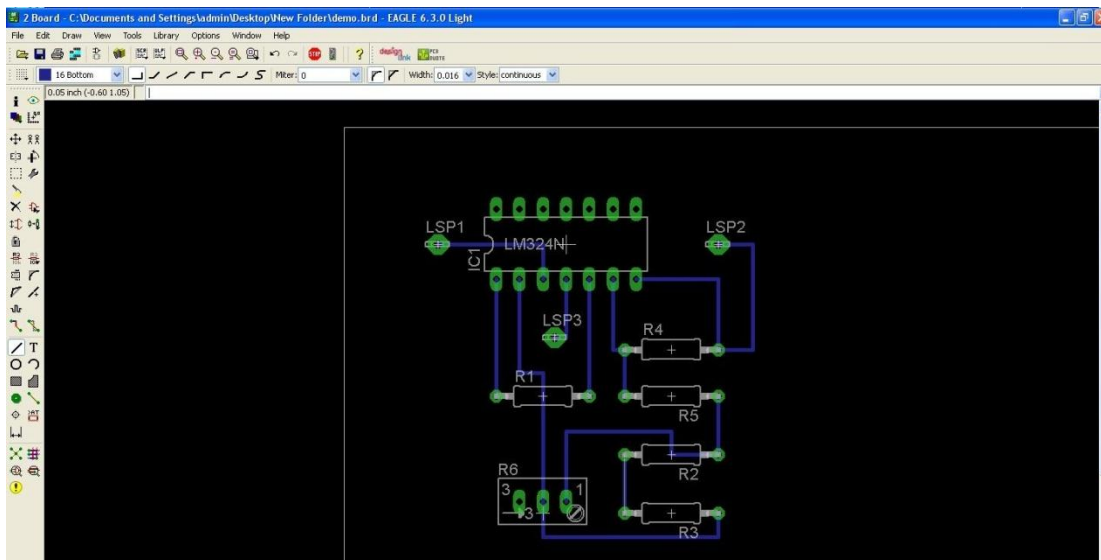 2 Board - C:\Documents and Settings\admin\Desktop\New Folder\demo.brd - EAGLE 6.3.0 Light
File Edit Draw View Tools Library Options Window Help
16 Bottom Miter: 0 Width: 0.016 Style: continuous
0.05 inch (-0.60 1.05)
LSP1
LM324N
IC1
LSP2
LSP3
R4
R1
R5
R6
R2
3 1
R3